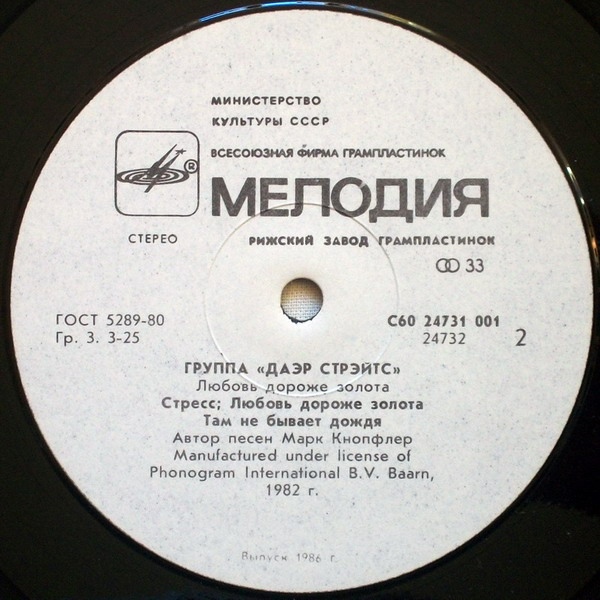 МИНИСТЕРСТВО
КУЛЬТУРЫ СССР
ВСЕСОЮЗНАЯ ФИРМА ГРАМПЛАСТИНОК
®
МЕЛОДИЯ
СТЕРЕО
РИЖСКИЙ ЗАВОД ГРАМПЛАСТИНОК
33
ГОСТ 5289-80
Гр. 3. 3-25
С60 24731 001
24732
2
ГРУППА «ДАЭР СТРЭЙТС»
Любовь дороже золота
Стресс; Любовь дороже золота
Там не бывает дождя
Автор песен Марк Кнопфлер
Manufactured under license of
Phonogram International B.V. Baarn,
1982 г.
Выпуск 1986 г.